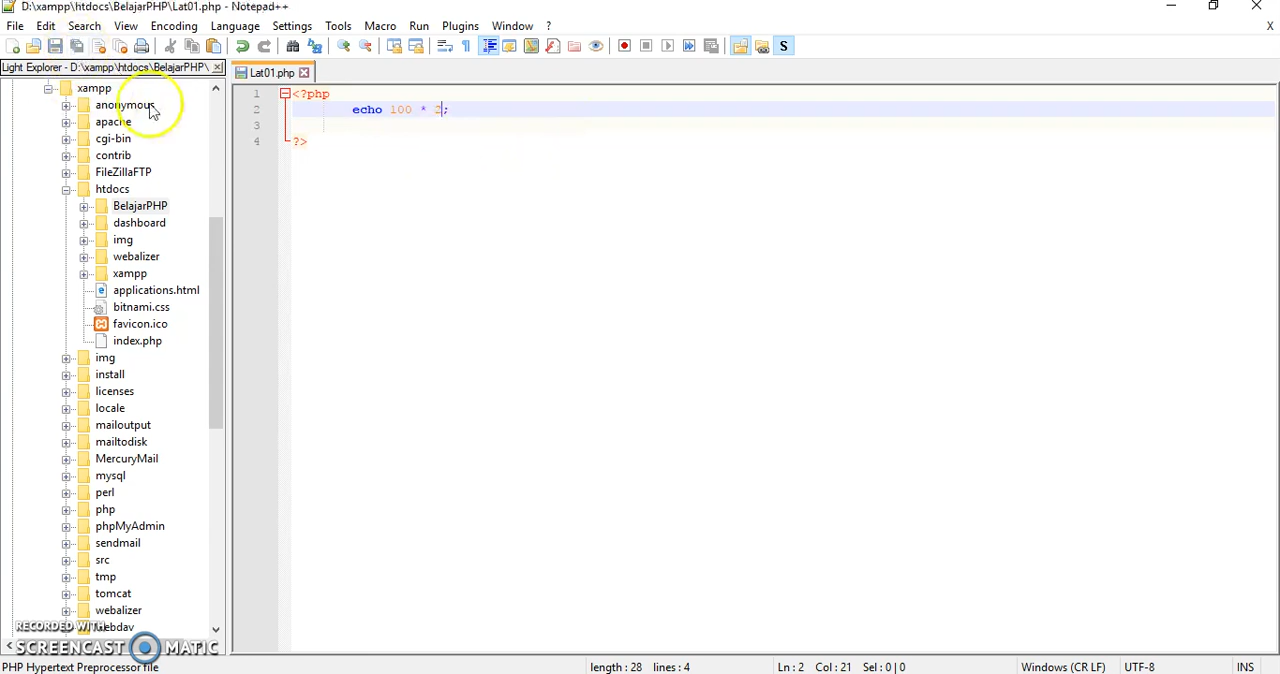 D:\xampp\htdocs\BelajarPHP\Lat01.php - Notepad++
File Edit Search View Encoding Language Settings Tools Macro Run Plugins Window ? X
S
Light Explorer - D:\xampp\htdocs\BelajarPHP\
Lat01.php
xampp
anonymous
apache
cgi-bin
contrib
FileZillaFTP
htdocs
BelajarPHP
dashboard
img
webalizer
xampp
applications.html
bitnami.css
favicon.ico
index.php
img
install
licenses
locale
mailoutput
mailtodisk
MercuryMail
mysql
perl
php
phpMyAdmin
sendmail
src
tmp
tomcat
webalizer
webdav
1 <?php
2 echo 100 * 2;
3
4 ?>
RECORDED WITH
SCREENCAST MATIC
PHP Hypertext Preprocessor file length : 28 lines : 4 Ln : 2 Col : 21 Sel : 0 | 0 Windows (CR LF) UTF-8 INS